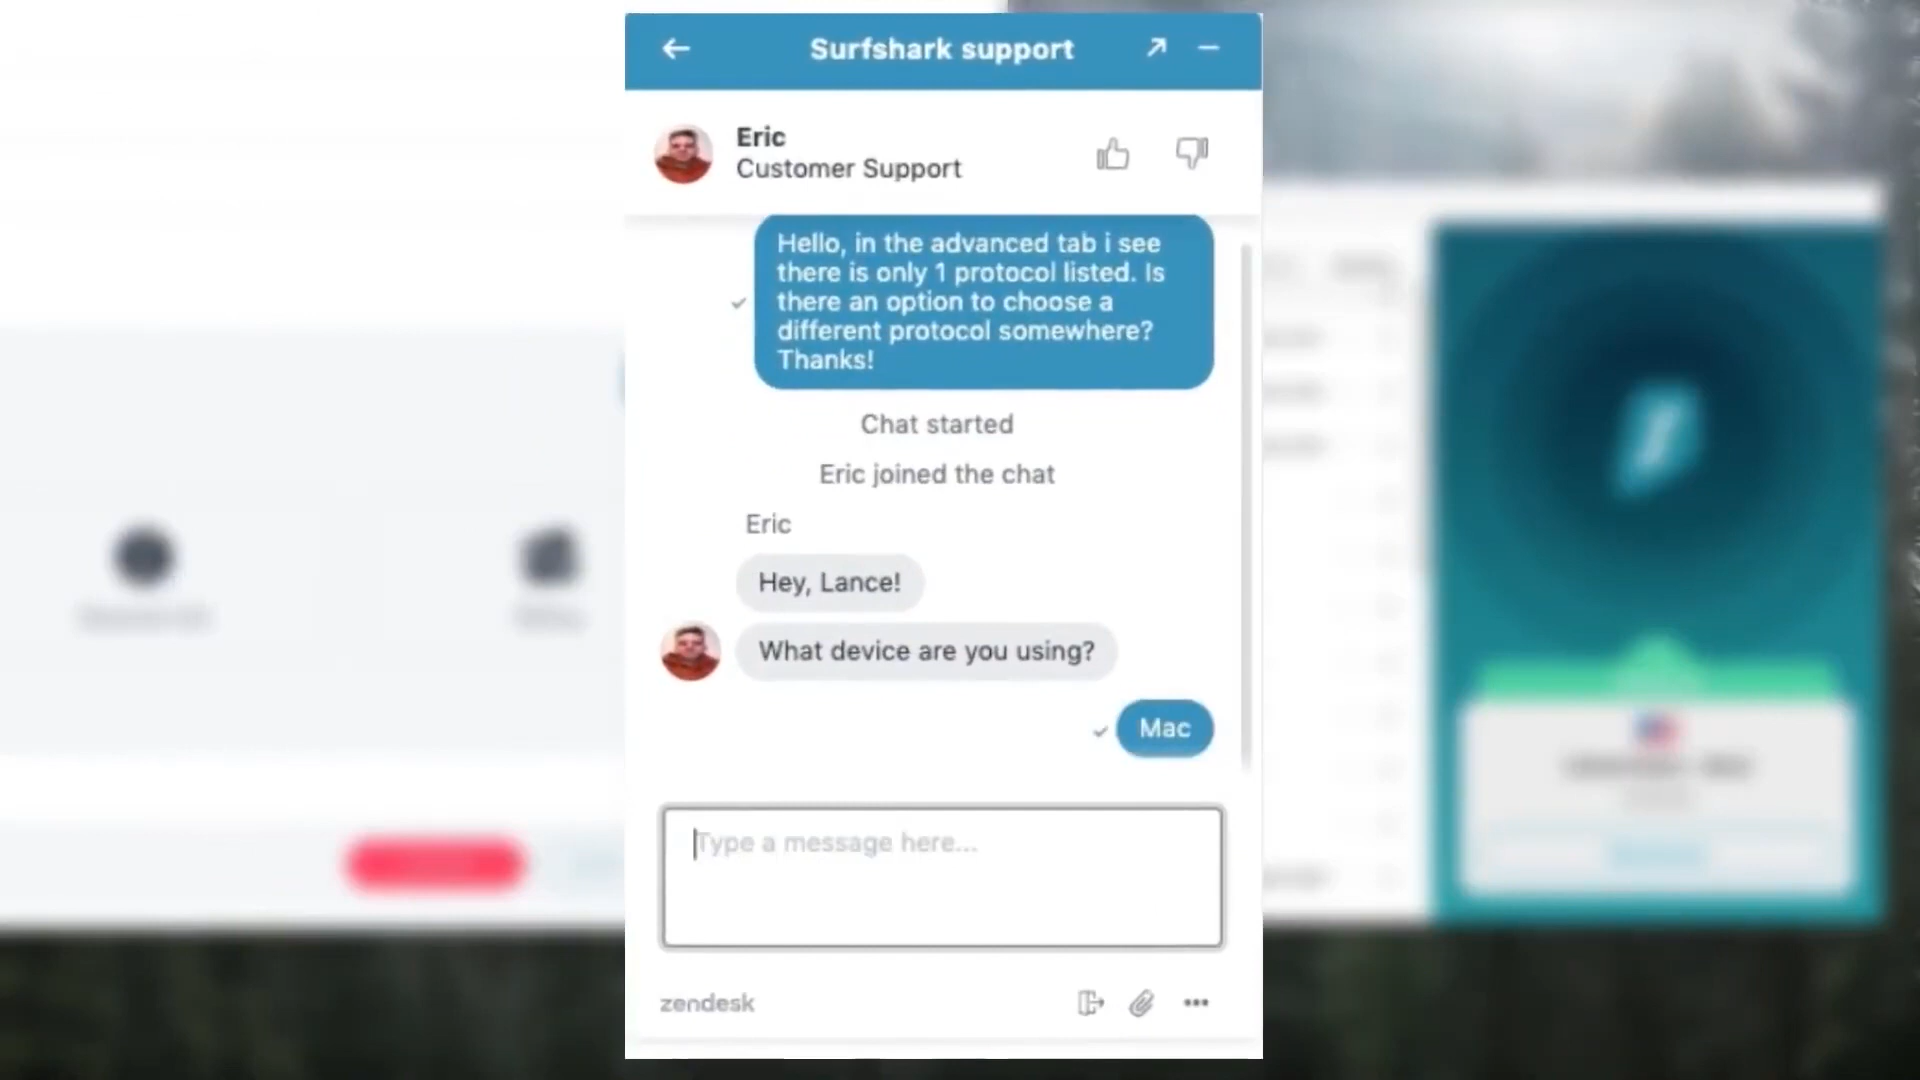 Surfshark support
Eric
Customer Support
Hello, in the advanced tab i see
there is only 1 protocol listed. Is
there an option to choose a
different protocol somewhere?
Thanks!
Chat started
Eric joined the chat
Eric
Hey, Lance!
What device are you using?
Mac
Type a message here...
zendesk